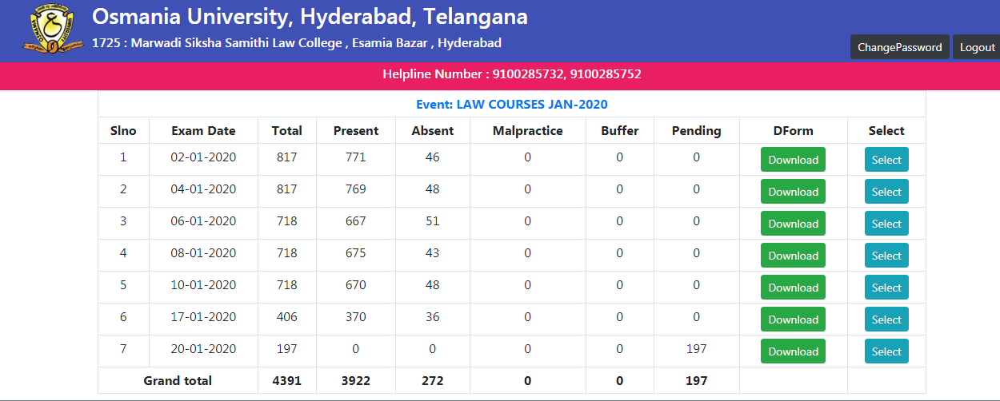 Osmania University, Hyderabad, Telangana
1725 : Marwadi Siksha Samithi Law College , Esamia Bazar , Hyderabad
ChangePassword Logout
Helpline Number : 9100285732, 9100285752
Event: LAW COURSES JAN-2020
Slno Exam Date Total Present Absent Malpractice Buffer Pending DForm Select
1 02-01-2020 817 771 46 0 0 0 Download Select
2 04-01-2020 817 769 48 0 0 0 Download Select
3 06-01-2020 718 667 51 0 0 0 Download Select
4 08-01-2020 718 675 43 0 0 0 Download Select
5 10-01-2020 718 670 48 0 0 0 Download Select
6 17-01-2020 406 370 36 0 0 0 Download Select
7 20-01-2020 197 0 0 0 0 197 Download Select
Grand total 4391 3922 272 0 0 197